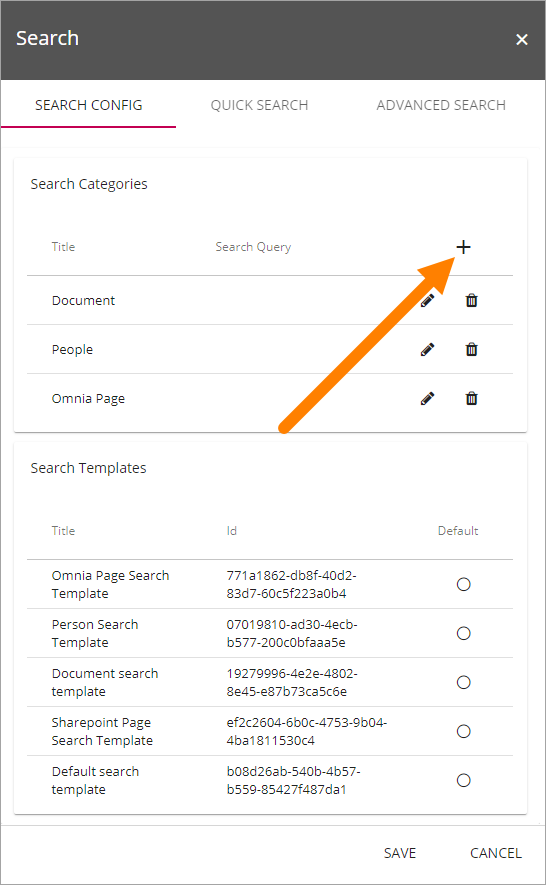 Search
SEARCH CONFIG QUICK SEARCH ADVANCED SEARCH
Search Categories
Title Search Query
Document
People
Omnia Page
Search Templates
Title Id Default
Omnia Page Search 771a1862-db8f-40d2-
Template 83d7-60c5f223a0b4
Person Search 07019810-ad30-4ecb-
Template b577-200c0bfaaa5e
Document search 19279996-4e2e-4802-
template 8e45-e87b73ca5c6e
Sharepoint Page ef2c2604-6b0c-4753-9b04-
Search Template 4ba1811530c4
Default search b08d26ab-540b-4b57-
template b559-85427f487da1
SAVE CANCEL